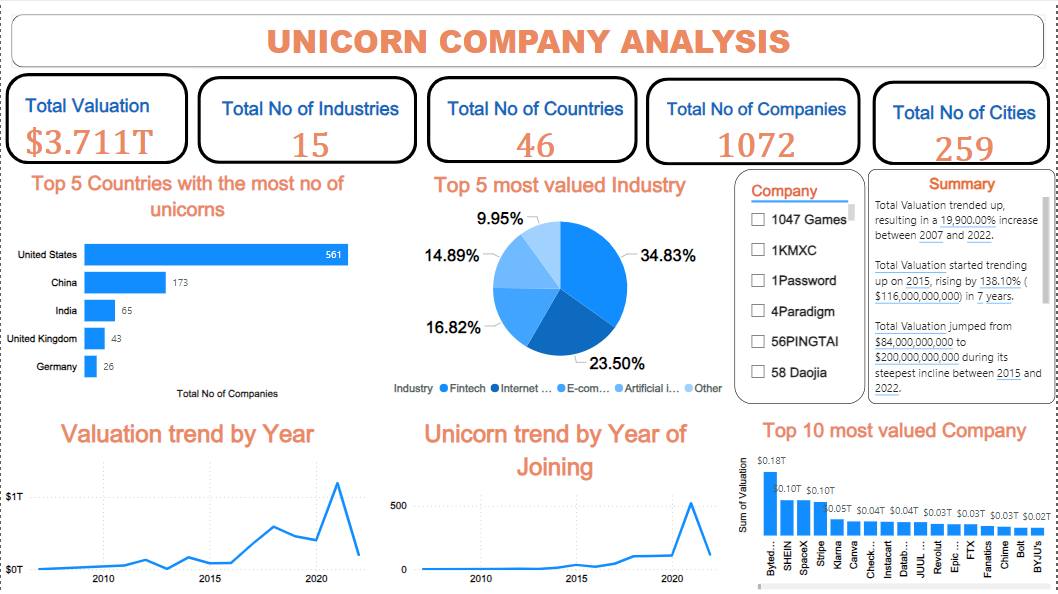 UNICORN COMPANY ANALYSIS
Total Valuation
$3.711T
Total No of Industries
15
Total No of Countries
46
Total No of Companies
1072
Total No of Cities
259
Top 5 Countries with the most no of
unicorns
United States
561
China
173
India
65
United Kingdom
43
Germany
26
Total No of Companies
Top 5 most valued Industry
9.95%
14.89%
34.83%
16.82%
23.50%
Industry Fintech Internet ... E-com... Artificial i... Other
Company
1047 Games
1KMXC
1Password
4Paradigm
56PINGTAI
58 Daojia
Summary
Total Valuation trended up,
resulting in a 19,900.00% increase
between 2007 and 2022.
Total Valuation started trending
up on 2015, rising by 138.10% (
$116,000,000,000) in 7 years.
Total Valuation jumped from
$84,000,000,000 to
$200,000,000,000 during its
steepest incline between 2015 and
2022.
Valuation trend by Year
$1T
$0T
2010
2015
2020
Unicorn trend by Year of
Joining
500
0
2010
2015
2020
Top 10 most valued Company
Sum of Valuation
$0.18T
$0.10T
$0.10T
$0.05T
$0.04T
$0.04T
$0.03T
$0.03T
$0.03T
$0.02T
Byted...
SHEIN
SpaceX
Stripe
Klarna
Canva
Check...
Instacart
Datab...
JUUL ...
Revolut
Epic ...
FTX
Fanatics
Chime
Bolt
BYJU's